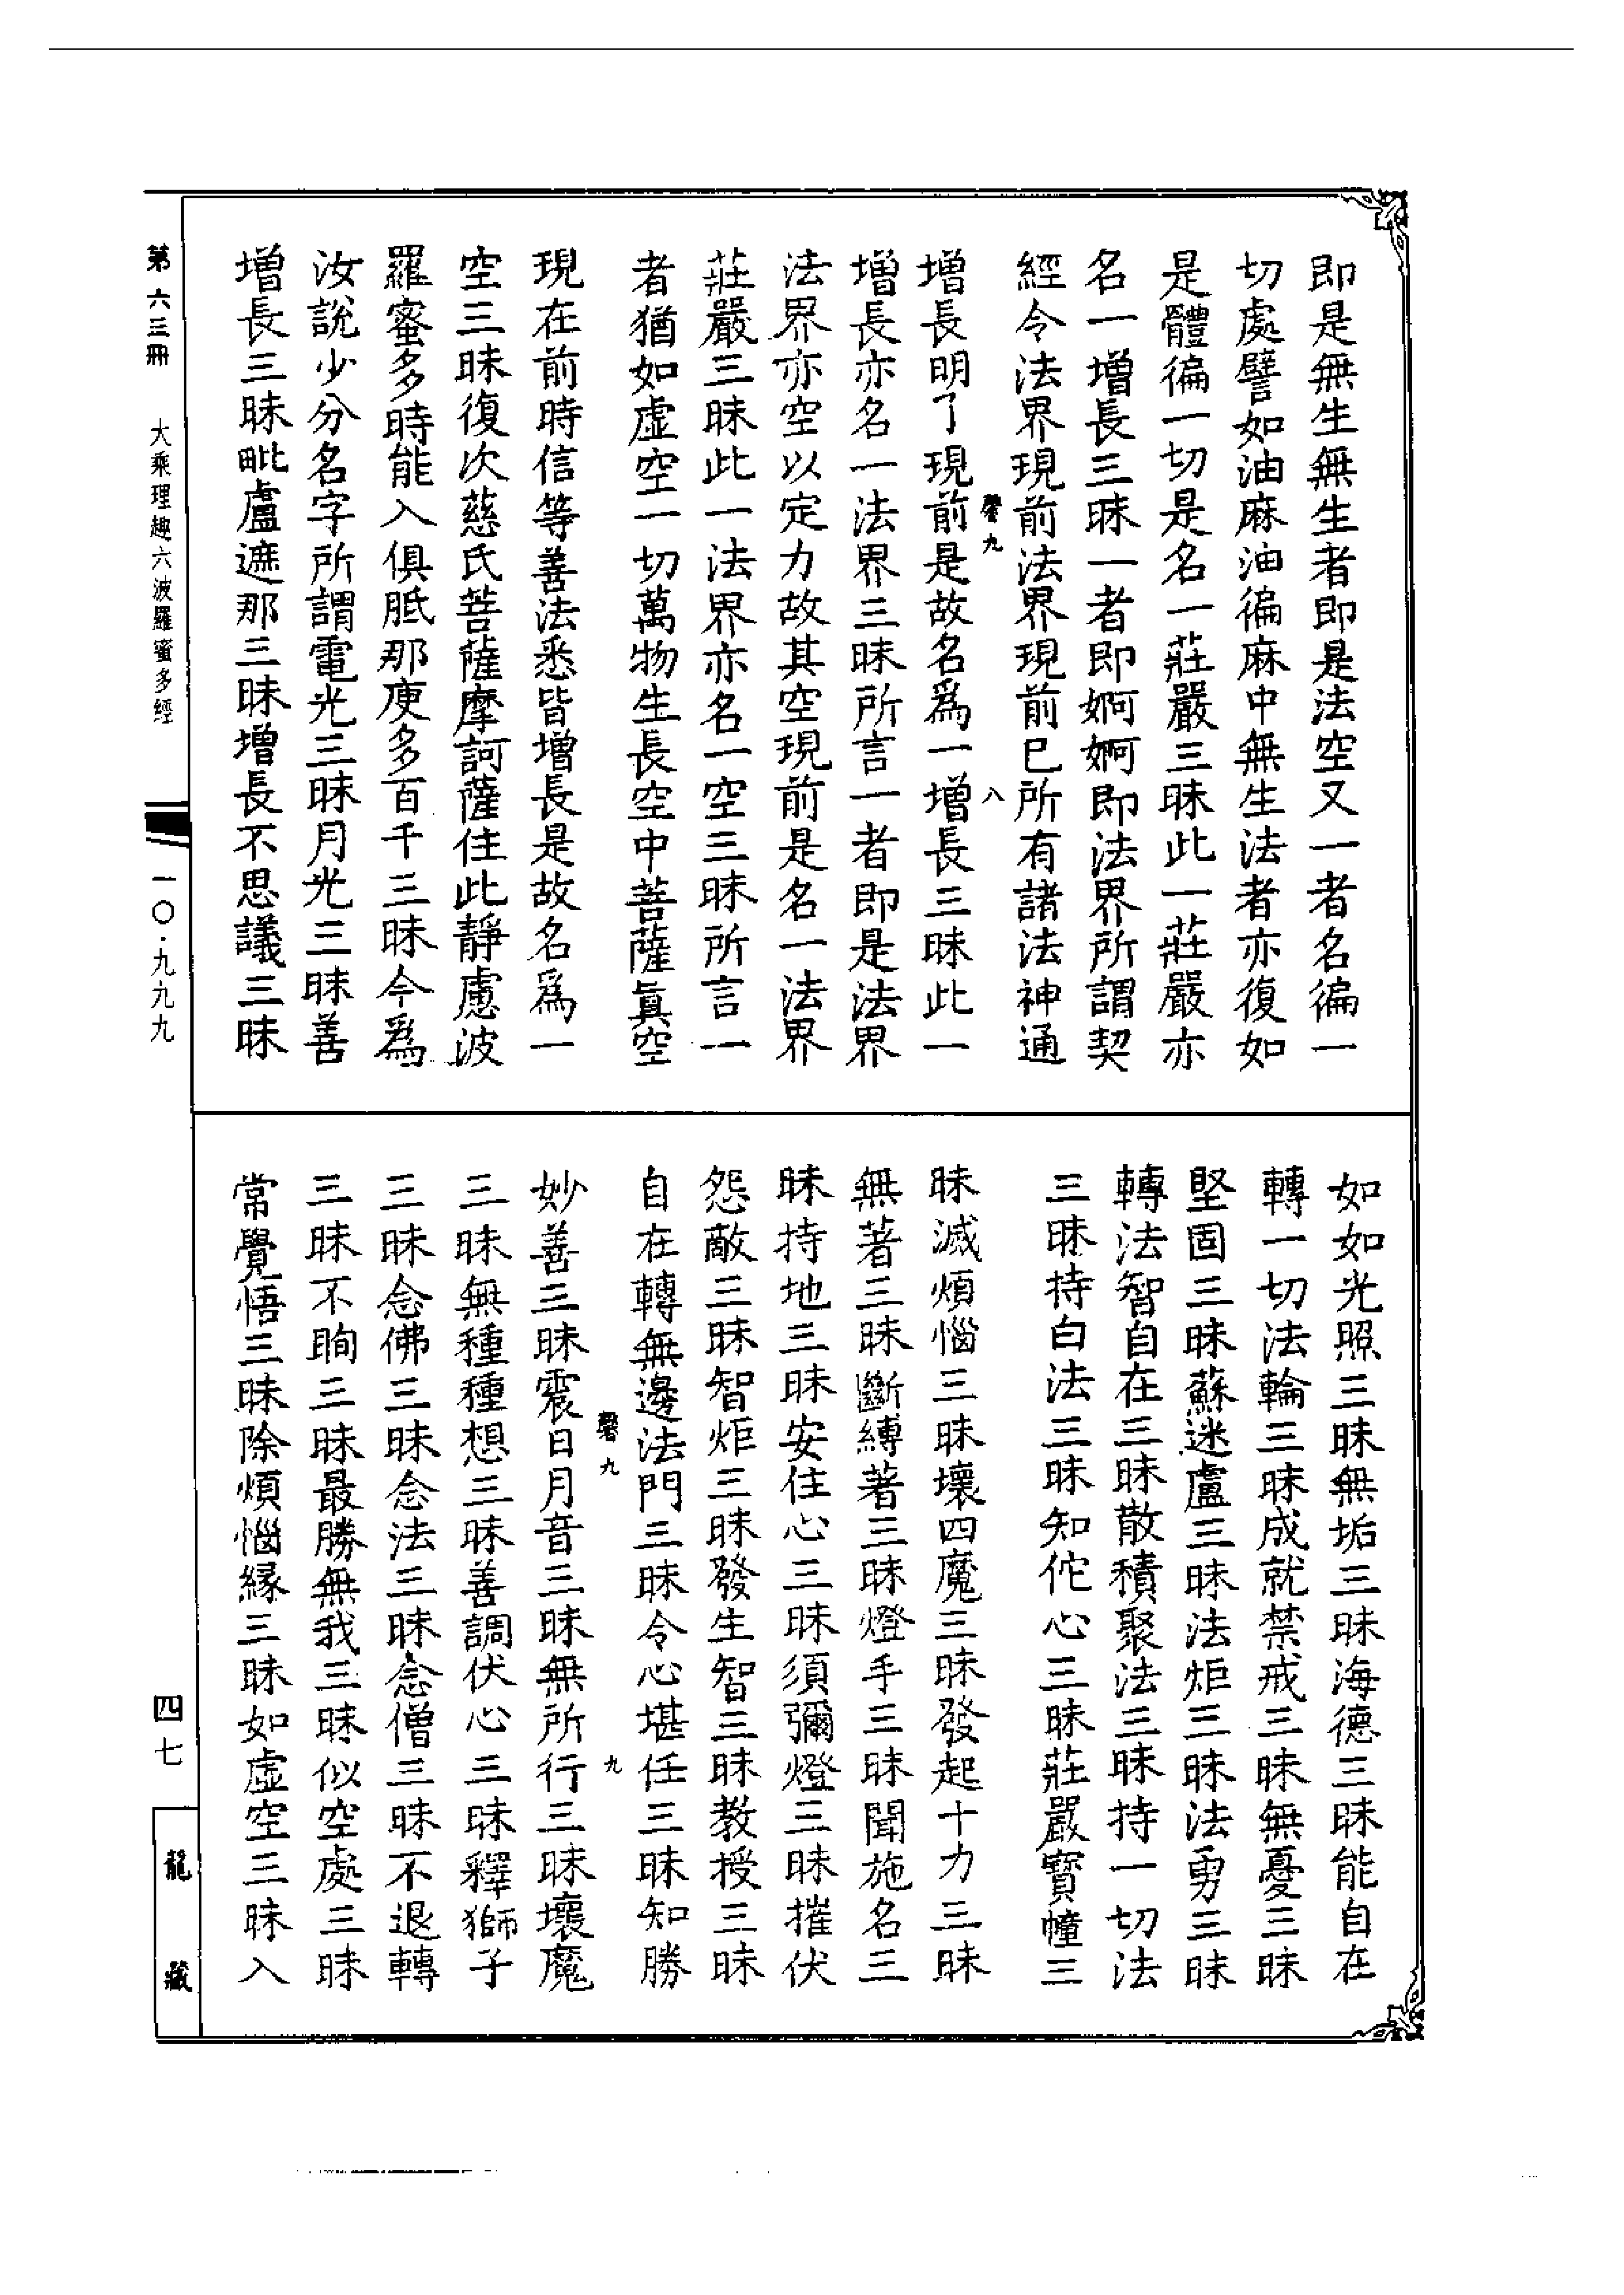 即是無生無生者即是法空又一者名徧一
切處譬如油麻油徧麻中無生法者亦復如
是體徧一切是名一莊嚴三昧此一莊嚴亦
名一增長三昧一者即婀婀即法界所謂契
經令法界現前法界現前已所有諸法神通
磬九 八
增長明了現前是故名爲一增長三昧此一
增長亦名一法界三昧所言一者即是法界
法界亦空以定力故其空現前是名一法界
莊嚴三昧此一法界亦名一空三昧所言一
者猶如虛空一切萬物生長空中菩薩眞空
現在前時信等善法悉皆增長是故名爲一
空三昧復次慈氏菩薩摩訶薩住此靜慮波
羅蜜多時能入俱胝那庾多百千三昧今爲
汝說少分名字所謂電光三昧月光三昧善
增長三昧毗盧遮那三昧增長不思議三昧
如如光照三昧無垢三昧海德三昧能自在
轉一切法輪三昧成就禁戒三昧無憂三昧
堅固三昧蘇迷盧三昧法炬三昧法勇三昧
轉法智自在三昧散積聚法三昧持一切法
三昧持白法三昧知佗心三昧莊嚴寶幢三
昧滅煩惱三昧壞四魔三昧發起十力三昧
無著三昧斷縛著三昧燈手三昧聞施名三
昧持地三昧安住心三昧須彌燈三昧摧伏
怨敵三昧智炬三昧發生智三昧教授三昧
自在轉無邊法門三昧令心堪任三昧知勝
磬九 九
妙善三昧震日月音三昧無所行三昧壞魔
三昧無種種想三昧善調伏心三昧釋獅子
三昧念佛三昧念法三昧念僧三昧不退轉
三昧不眴三昧最勝無我三昧似空處三昧
常覺悟三昧除煩惱緣三昧如虛空三昧入
第六三冊 大乘理趣六波羅蜜多經
一〇·九九九
四七
龍藏